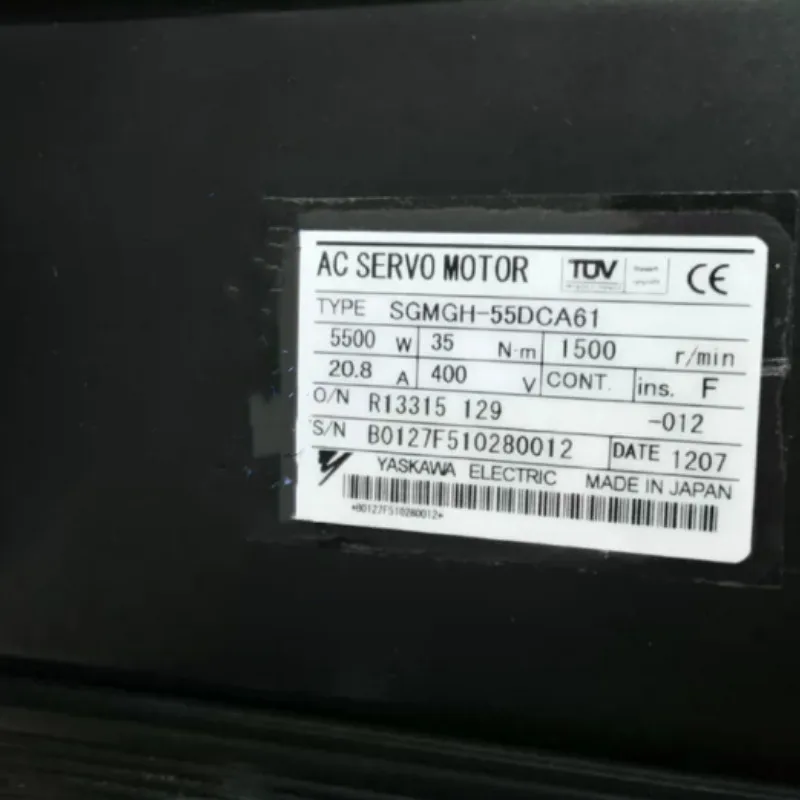 AC SERVO MOTOR TÜV CE
TYPE SGMGH-55DCA61
5500 W 35 N·m 1500 r/min
20.8 A 400 V CONT. ins. F
O/N R13315 129 -012
S/N B0127F510280012 DATE 1207
YASKAWA ELECTRIC MADE IN JAPAN
*B0127F510280012*